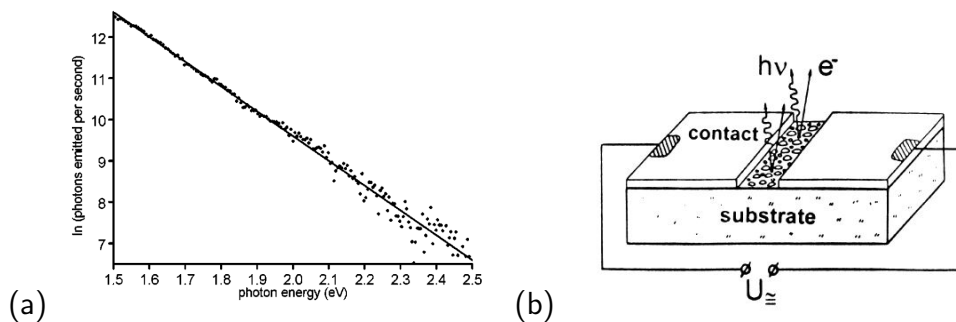 ln (photons emitted per second)
12
11
10
9
8
7
1.5 1.6 1.7 1.8 1.9 2.0 2.1 2.2 2.3 2.4 2.5
photon energy (eV)
(a)
hν e⁻
contact
substrate
U≅
(b)